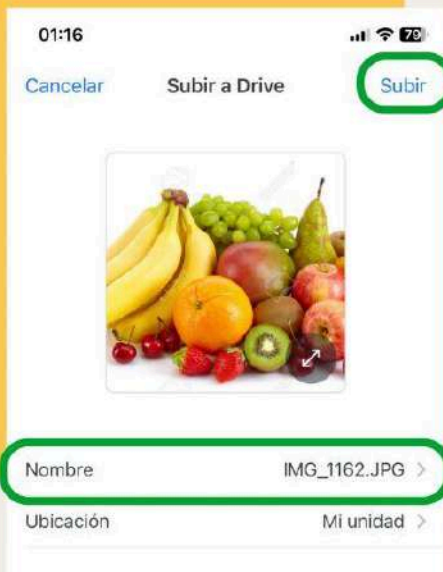 01:16 79
Cancelar Subir a Drive Subir
Nombre IMG_1162.JPG >
Ubicación Mi unidad >